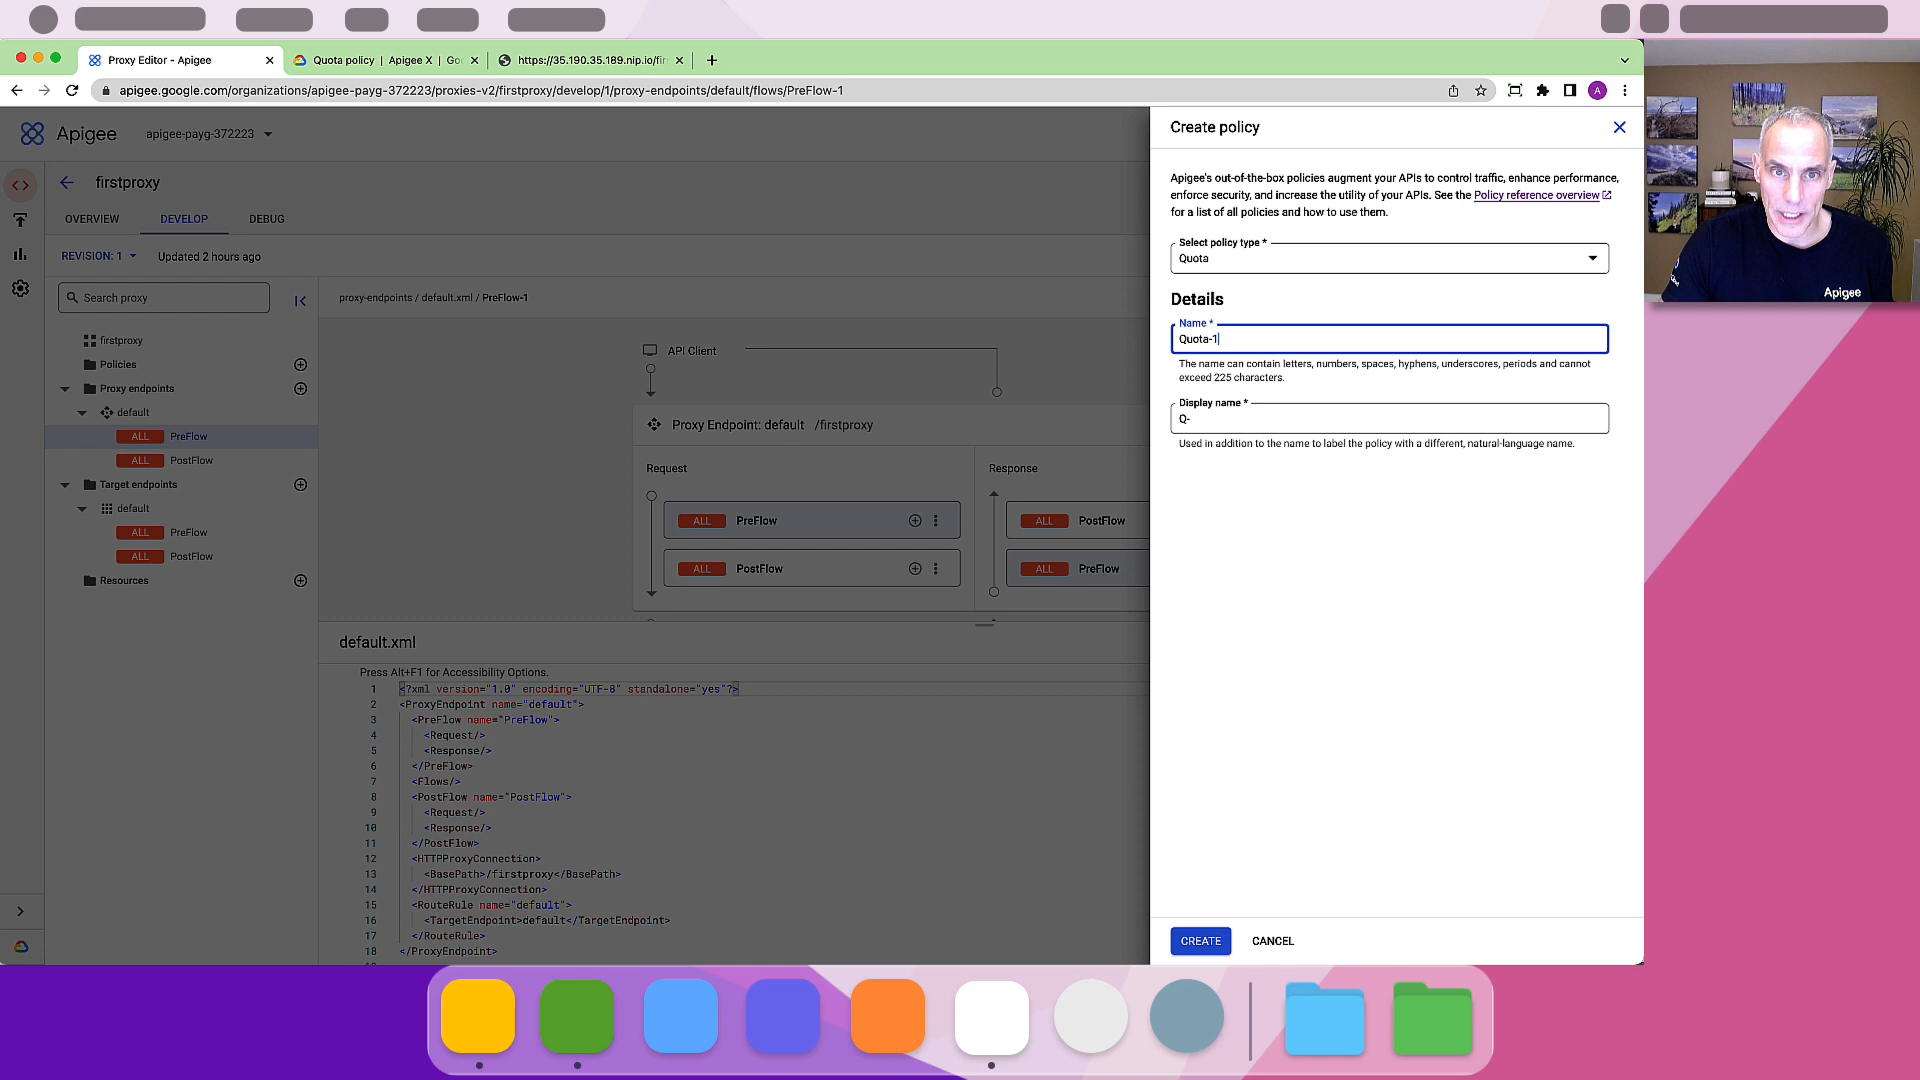 Proxy Editor - Apigee
Quota policy | Apigee X | Go
https://35.190.35.189.nip.io/fir
apigee.google.com/organizations/apigee-payg-372223/proxies-v2/firstproxy/develop/1/proxy-endpoints/default/flows/PreFlow-1
A
Apigee
apigee-payg-372223
firstproxy
OVERVIEW
DEVELOP
DEBUG
REVISION: 1
Updated 2 hours ago
Search proxy
firstproxy
Policies
Proxy endpoints
default
ALL PreFlow
ALL PostFlow
Target endpoints
default
ALL PreFlow
ALL PostFlow
Resources
proxy-endpoints / default.xml / PreFlow-1
API Client
Proxy Endpoint: default /firstproxy
Request
Response
ALL PreFlow
ALL PostFlow
ALL PostFlow
ALL PreFlow
default.xml
Press Alt+F1 for Accessibility Options.
1 <?xml version="1.0" encoding="UTF-8" standalone="yes"?>
2 <ProxyEndpoint name="default">
3 <PreFlow name="PreFlow">
4 <Request/>
5 <Response/>
6 </PreFlow>
7 <Flows/>
8 <PostFlow name="PostFlow">
9 <Request/>
10 <Response/>
11 </PostFlow>
12 <HTTPProxyConnection>
13 <BasePath>/firstproxy</BasePath>
14 </HTTPProxyConnection>
15 <RouteRule name="default">
16 <TargetEndpoint>default</TargetEndpoint>
17 </RouteRule>
18 </ProxyEndpoint>
Create policy
Apigee's out-of-the-box policies augment your APIs to control traffic, enhance performance,
enforce security, and increase the utility of your APIs. See the Policy reference overview
for a list of all policies and how to use them.
Select policy type *
Quota
Details
Name *
Quota-1
The name can contain letters, numbers, spaces, hyphens, underscores, periods and cannot
exceed 225 characters.
Display name *
Q-
Used in addition to the name to label the policy with a different, natural-language name.
CREATE
CANCEL
Apigee